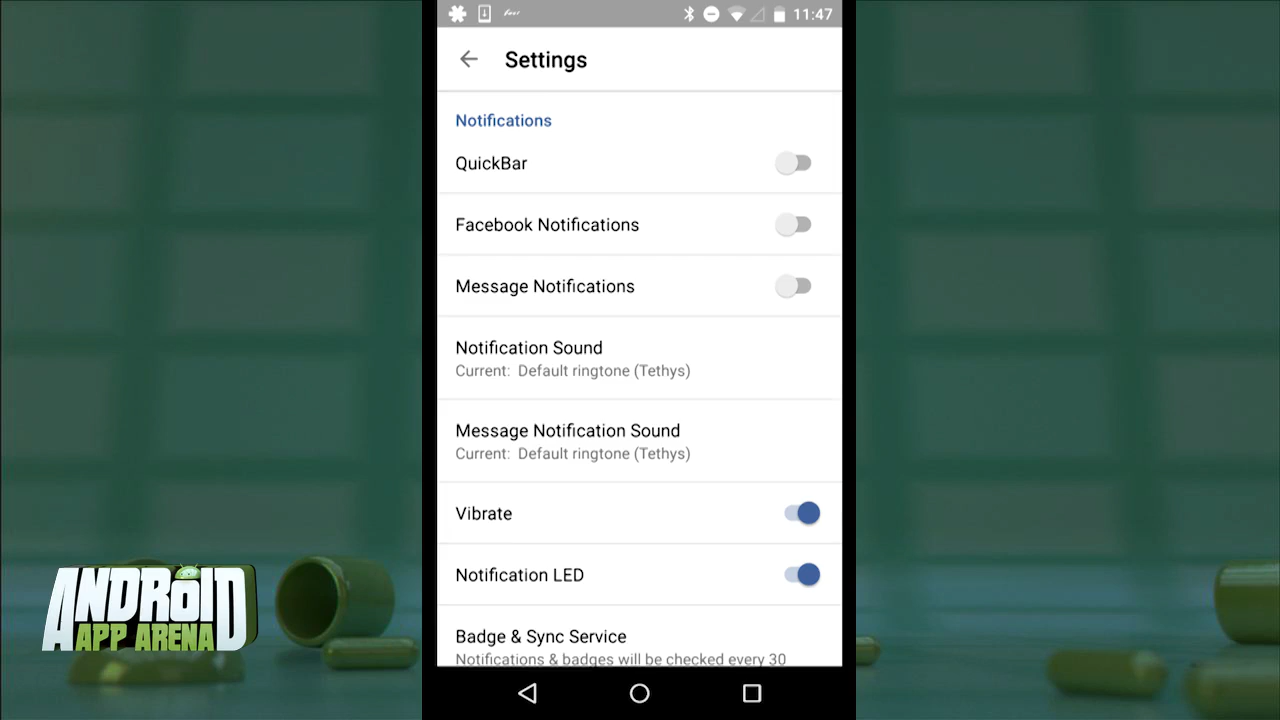 11:47
Settings
Notifications
QuickBar
Facebook Notifications
Message Notifications
Notification Sound
Current: Default ringtone (Tethys)
Message Notification Sound
Current: Default ringtone (Tethys)
Vibrate
Notification LED
Badge & Sync Service
Notifications & badges will be checked every 30
ANDROID
APP ARENA